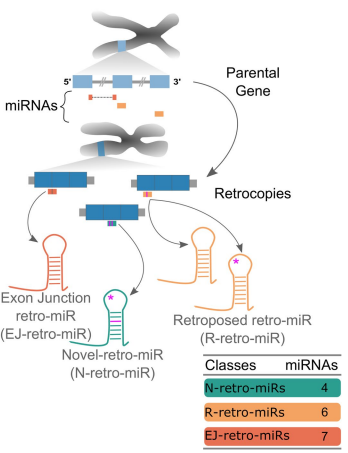 5'
3'
Parental
Gene
miRNAs
Retrocopies
Exon Junction
retro-miR
(EJ-retro-miR)
*
Novel-retro-miR
(N-retro-miR)
*
Retroposed retro-miR
(R-retro-miR)
Classes miRNAs
N-retro-miRs 4
R-retro-miRs 6
EJ-retro-miRs 7